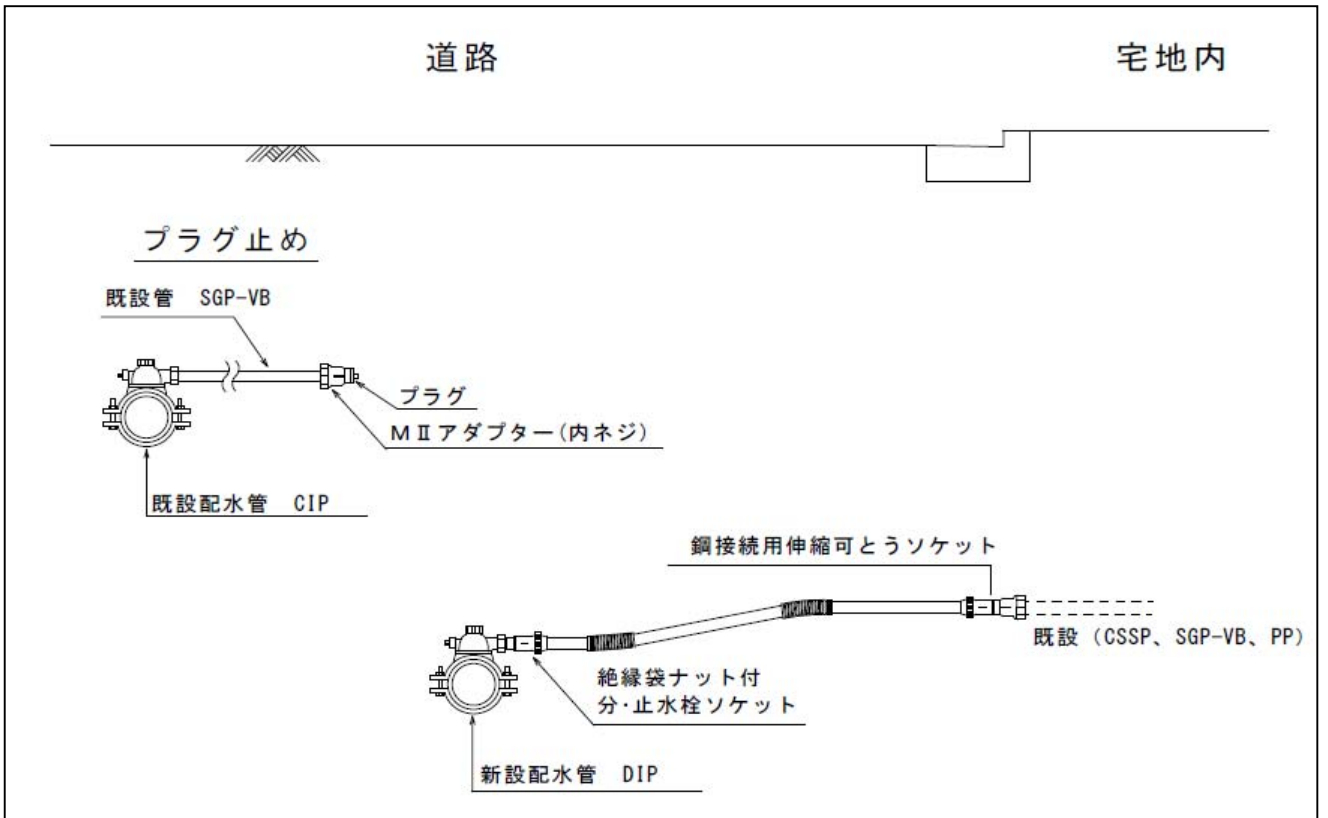 道路
宅地内
プラグ止め
既設管 SGP-VB
プラグ
MⅡアダプター(内ネジ)
既設配水管 CIP
鋼接続用伸縮可とうソケット
既設（CSSP、SGP-VB、PP）
絶縁袋ナット付
分・止水栓ソケット
新設配水管 DIP